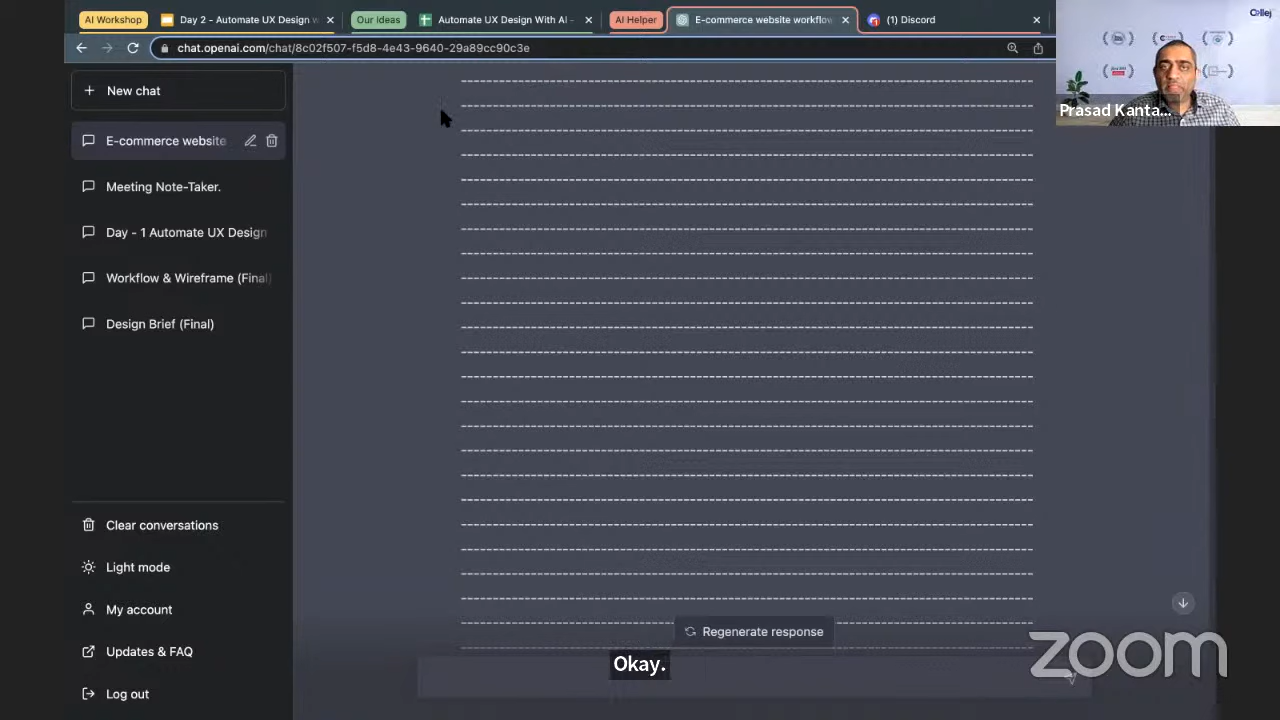 AI Workshop
Day 2 - Automate UX Design w
Our Ideas
Automate UX Design With Ai -
AI Helper
E-commerce website workflow
(1) Discord
chat.openai.com/chat/8c02f507-f5d8-4e43-9640-29a89cc90c3e
Prasad Kanta...
New chat
E-commerce website
Meeting Note-Taker.
Day - 1 Automate UX Design
Workflow & Wireframe (Final)
Design Brief (Final)
Clear conversations
Light mode
My account
Updates & FAQ
Log out
Regenerate response
Okay.
zoom